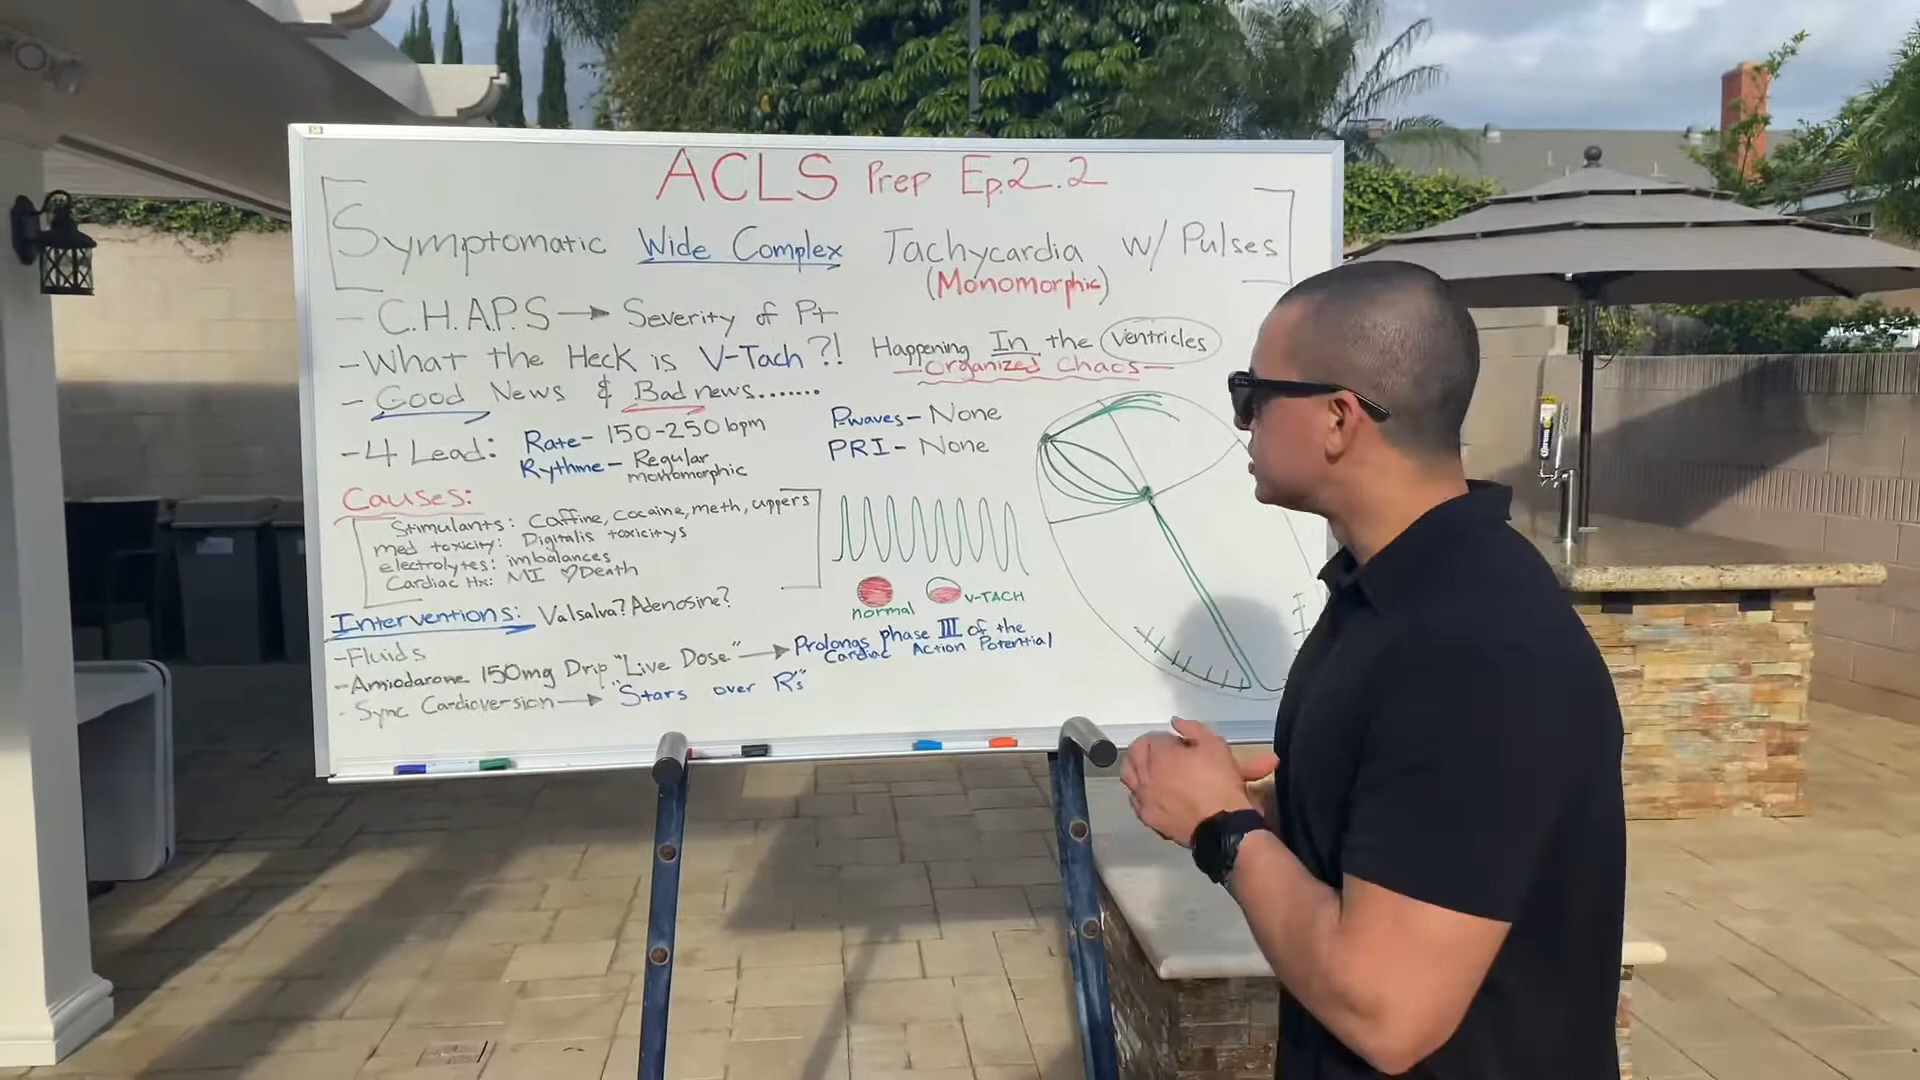 ACLS Prep Ep. 2.2
Symptomatic Wide Complex Tachycardia w/ Pulses
(Monomorphic)
- C.H.A.P.S → Severity of Pt
- What the Heck is V-Tach?! Happening In the Ventricles
- Organized Chaos -
- Good News & Bad news.......
- 4 Lead: Rate - 150-250 bpm
Rythme - Regular
monomorphic
Pwaves - None
PRI - None
Causes:
Stimulants: Caffine, Cocaine, meth, uppers
med toxicity: Digitalis toxicitys
electrolytes: imbalances
Cardiac Hx: MI ♡Death
normal
V-TACH
Interventions: Valsalva? Adenosine?
- Fluids
- Amiodarone 150mg Drip "Live Dose" → Prolongs phase III of the
Cardiac Action Potential
- Sync Cardioversion → "Stars over R's"